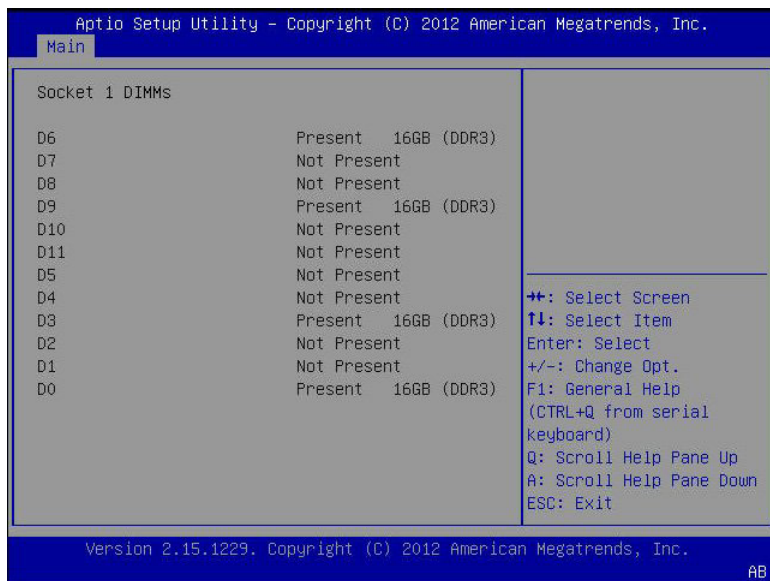 Aptio Setup Utility – Copyright (C) 2012 American Megatrends, Inc.
Main
Socket 1 DIMMs
D6 Present 16GB (DDR3)
D7 Not Present
D8 Not Present
D9 Present 16GB (DDR3)
D10 Not Present
D11 Not Present
D5 Not Present
D4 Not Present
D3 Present 16GB (DDR3)
D2 Not Present
D1 Not Present
D0 Present 16GB (DDR3)
→←: Select Screen
↑↓: Select Item
Enter: Select
+/-: Change Opt.
F1: General Help
(CTRL+Q from serial
keyboard)
Q: Scroll Help Pane Up
A: Scroll Help Pane Down
ESC: Exit
Version 2.15.1229. Copyright (C) 2012 American Megatrends, Inc.
AB